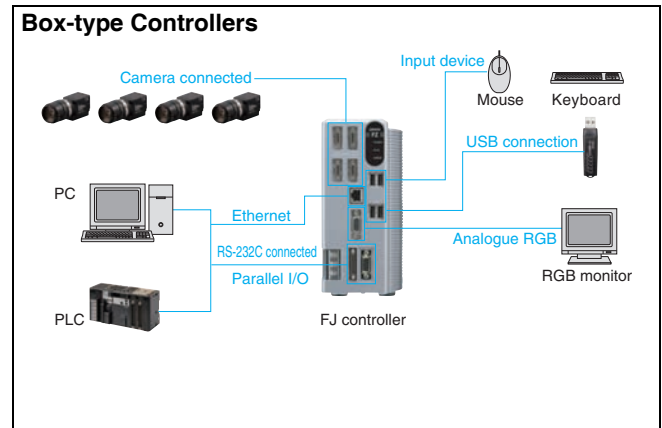 Box-type Controllers
Camera connected
Input device
Mouse
Keyboard
USB connection
PC
Ethernet
RS-232C connected
Parallel I/O
Analogue RGB
RGB monitor
PLC
FJ controller